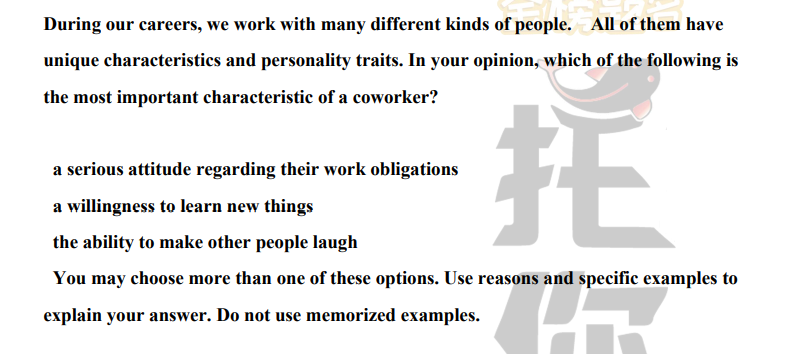 During our careers, we work with many different kinds of people. All of them have
unique characteristics and personality traits. In your opinion, which of the following is
the most important characteristic of a coworker?
a serious attitude regarding their work obligations
a willingness to learn new things
the ability to make other people laugh
You may choose more than one of these options. Use reasons and specific examples to
explain your answer. Do not use memorized examples.
托
你